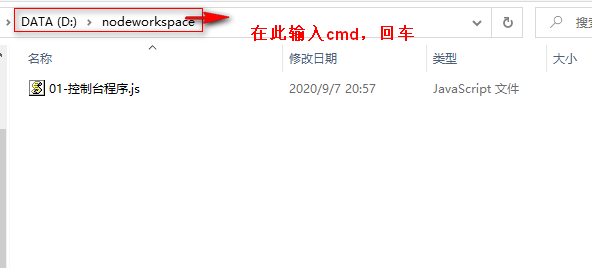 DATA (D:) > nodeworkspace
搜索
在此输入cmd，回车
名称 修改日期 类型 大小
01-控制台程序.js 2020/9/7 20:57 JavaScript 文件